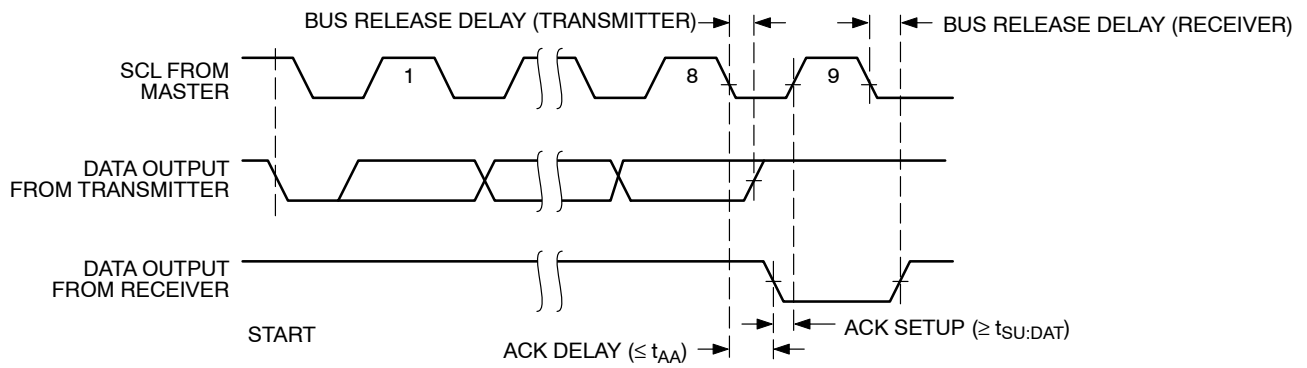 BUS RELEASE DELAY (TRANSMITTER)
BUS RELEASE DELAY (RECEIVER)
SCL FROM
MASTER
1
8
9
DATA OUTPUT
FROM TRANSMITTER
DATA OUTPUT
FROM RECEIVER
START
ACK SETUP (≥ tSU:DAT)
ACK DELAY (≤ tAA)